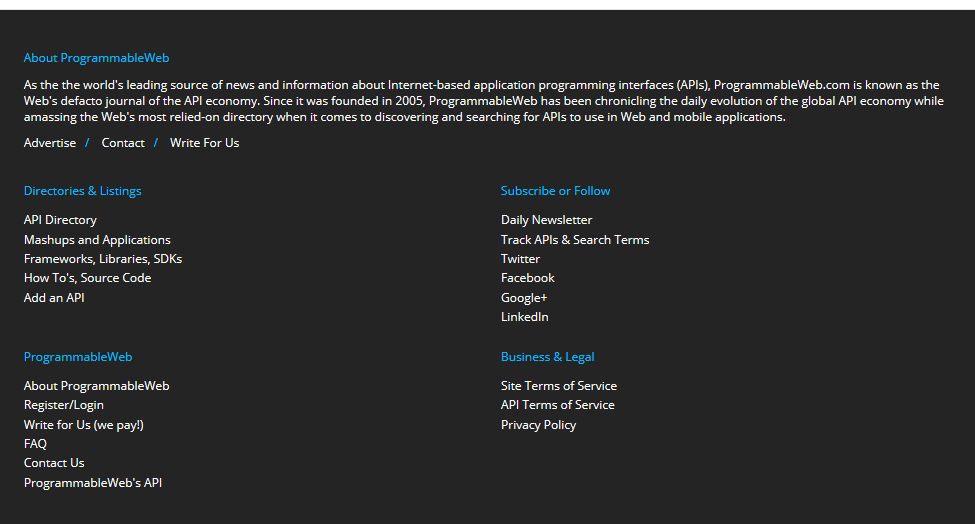 About ProgrammableWeb
As the the world's leading source of news and information about Internet-based application programming interfaces (APIs), ProgrammableWeb.com is known as the
Web's defacto journal of the API economy. Since it was founded in 2005, ProgrammableWeb has been chronicling the daily evolution of the global API economy while
amassing the Web's most relied-on directory when it comes to discovering and searching for APIs to use in Web and mobile applications.
Advertise / Contact / Write For Us
Directories & Listings
API Directory
Mashups and Applications
Frameworks, Libraries, SDKs
How To's, Source Code
Add an API
Subscribe or Follow
Daily Newsletter
Track APIs & Search Terms
Twitter
Facebook
Google+
LinkedIn
ProgrammableWeb
About ProgrammableWeb
Register/Login
Write for Us (we pay!)
FAQ
Contact Us
ProgrammableWeb's API
Business & Legal
Site Terms of Service
API Terms of Service
Privacy Policy